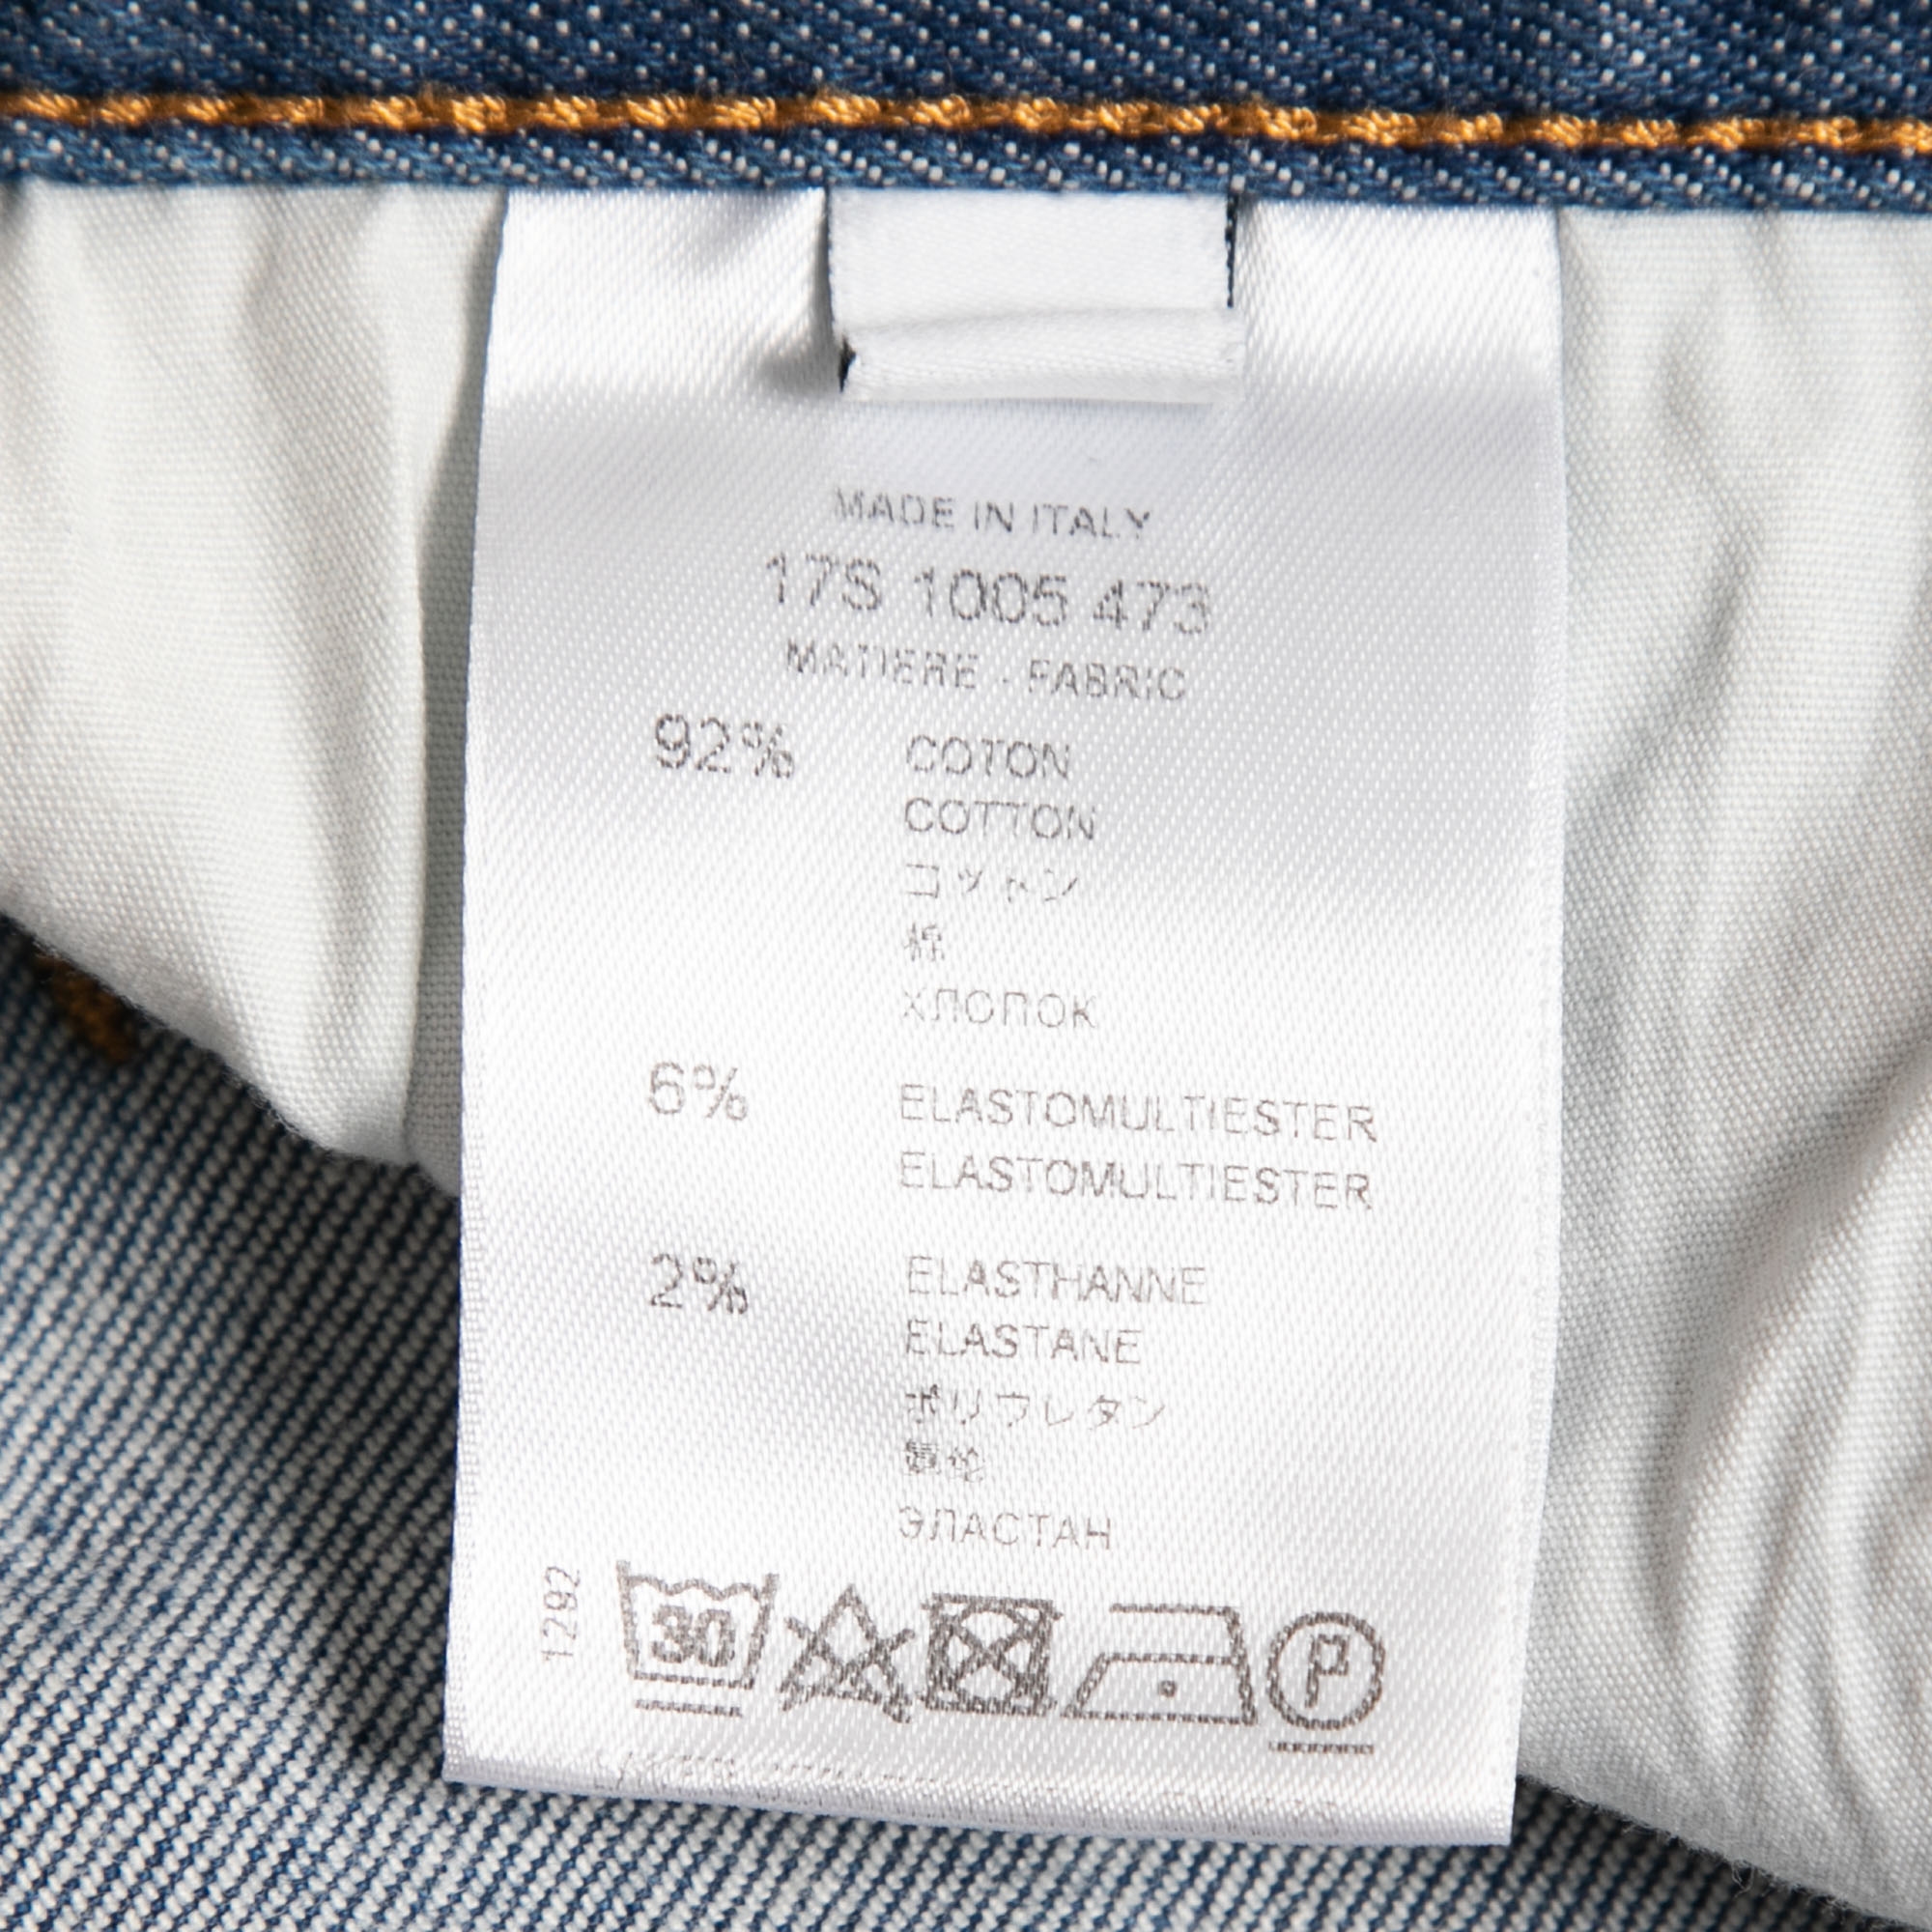 MADE IN ITALY
17S 1005 473
MATIERE - FABRIC
92% COTON
COTTON
コットン
棉
ХЛОПОК
6% ELASTOMULTIESTER
ELASTOMULTIESTER
2% ELASTHANNE
ELASTANE
ポリウレタン
氨纶
ЭЛАСТАН
1292
30
P